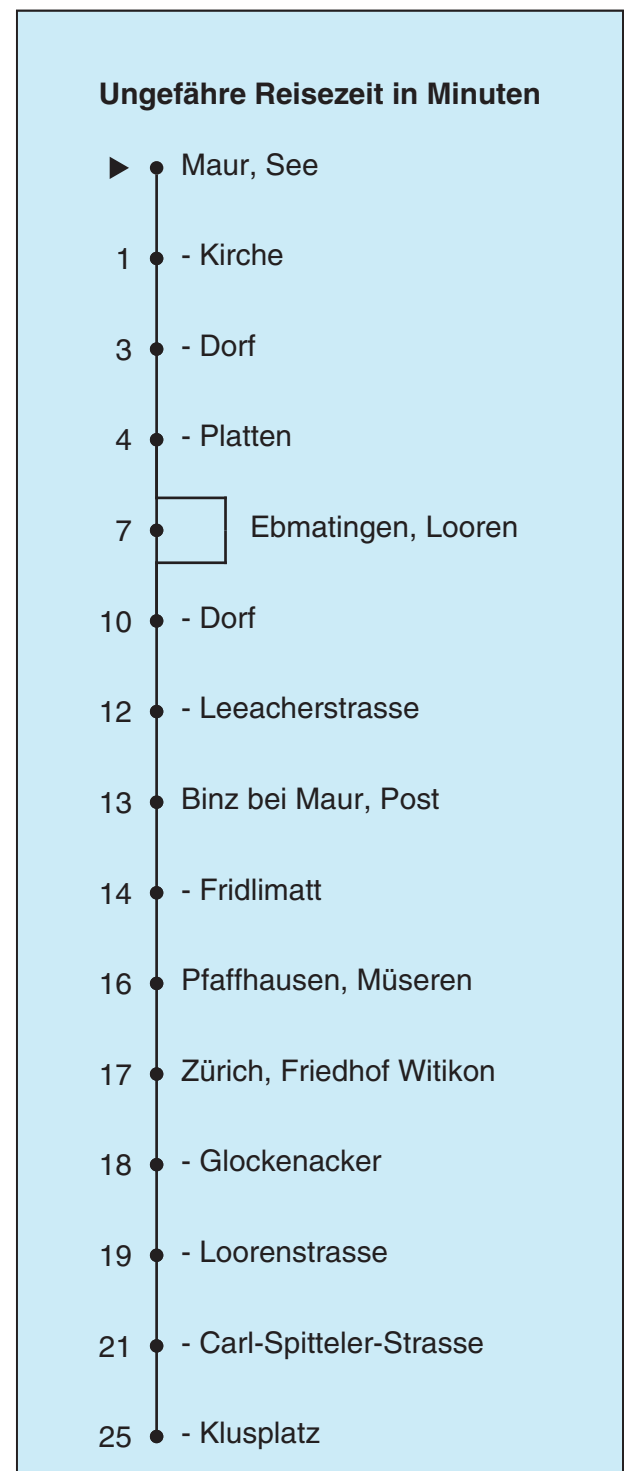 Ungefähre Reisezeit in Minuten
Maur, See
1 - Kirche
3 - Dorf
4 - Platten
7 Ebmatingen, Looren
10 - Dorf
12 - Leeacherstrasse
13 Binz bei Maur, Post
14 - Fridlimatt
16 Pfaffhausen, Müseren
17 Zürich, Friedhof Witikon
18 - Glockenacker
19 - Loorenstrasse
21 - Carl-Spitteler-Strasse
25 - Klusplatz